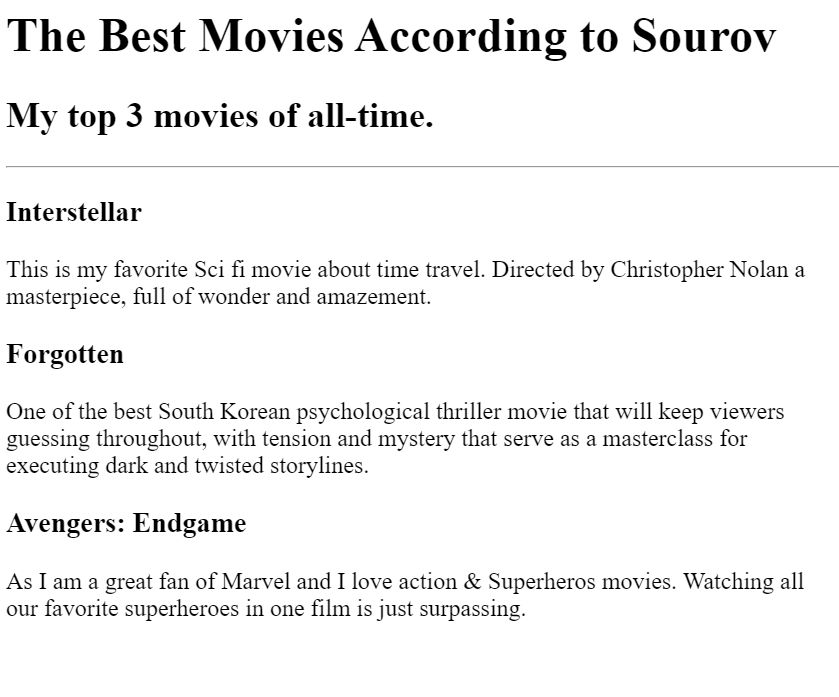 The Best Movies According to Sourov
My top 3 movies of all-time.
Interstellar
This is my favorite Sci fi movie about time travel. Directed by Christopher Nolan a
masterpiece, full of wonder and amazement.
Forgotten
One of the best South Korean psychological thriller movie that will keep viewers
guessing throughout, with tension and mystery that serve as a masterclass for
executing dark and twisted storylines.
Avengers: Endgame
As I am a great fan of Marvel and I love action & Superheros movies. Watching all
our favorite superheroes in one film is just surpassing.